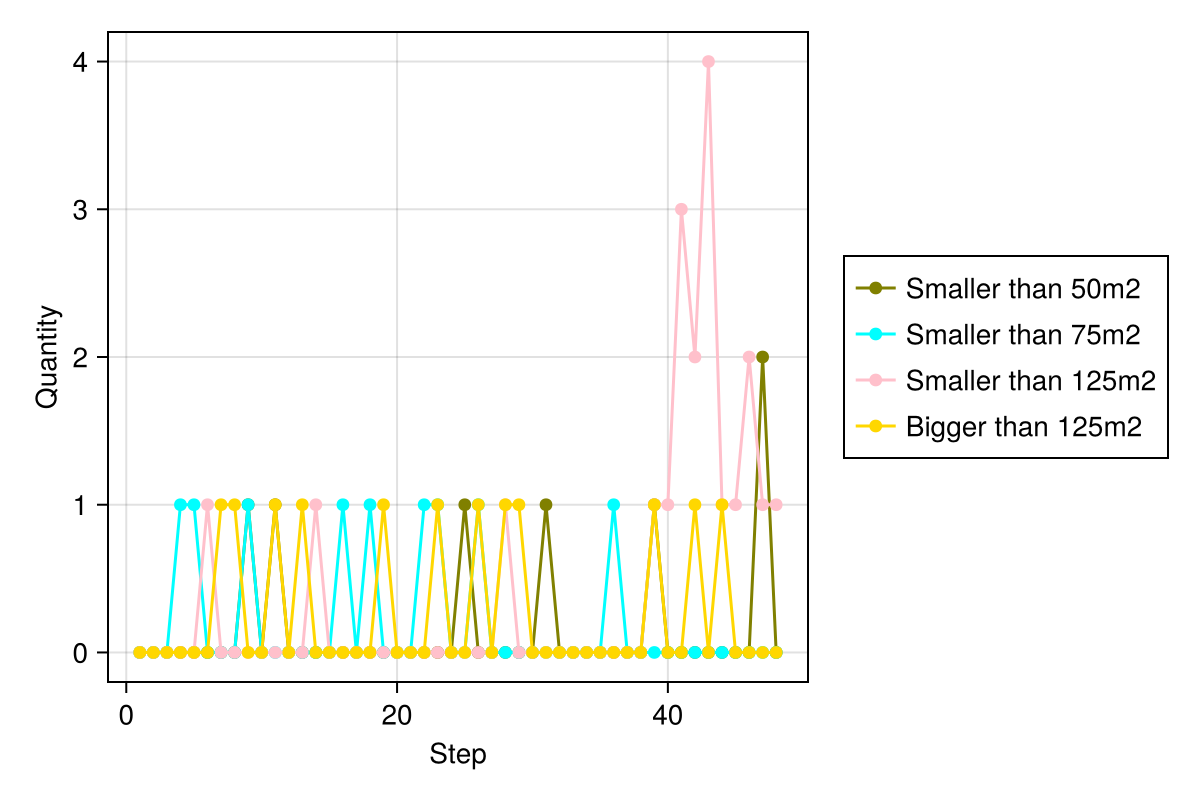 4
3
2
1
0
Quantity
0 20 40
Step
Smaller than 50m2
Smaller than 75m2
Smaller than 125m2
Bigger than 125m2